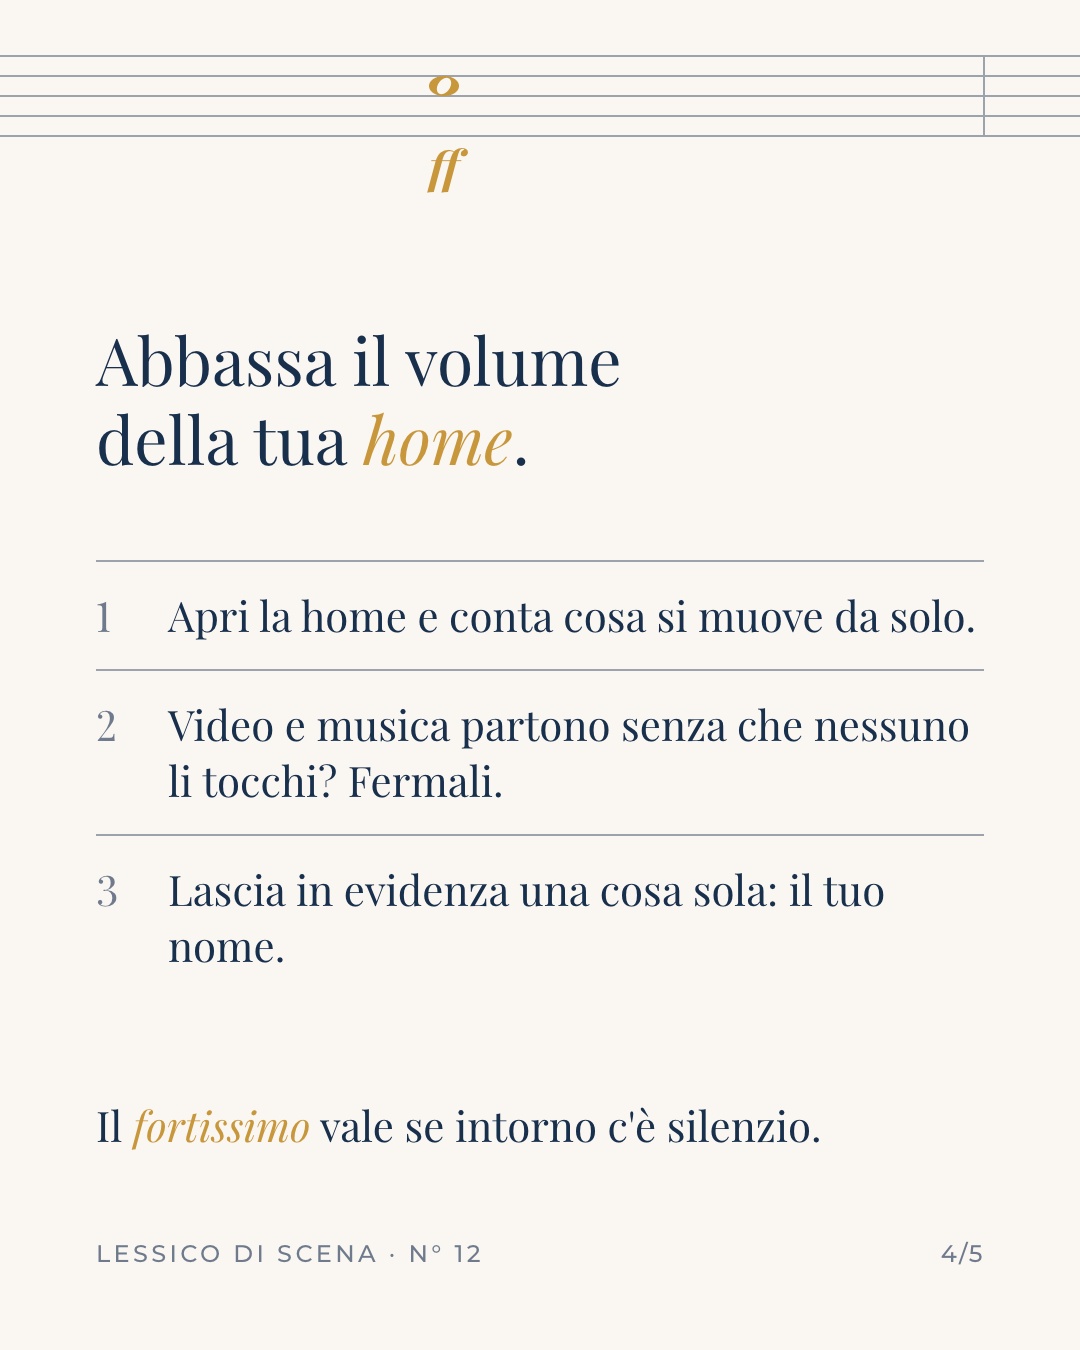 ff
Abbassa il volume
della tua home.
1 Apri la home e conta cosa si muove da solo.
2 Video e musica partono senza che nessuno
li tocchi? Fermali.
3 Lascia in evidenza una cosa sola: il tuo
nome.
Il fortissimo vale se intorno c'è silenzio.
LESSICO DI SCENA · N° 12 4/5